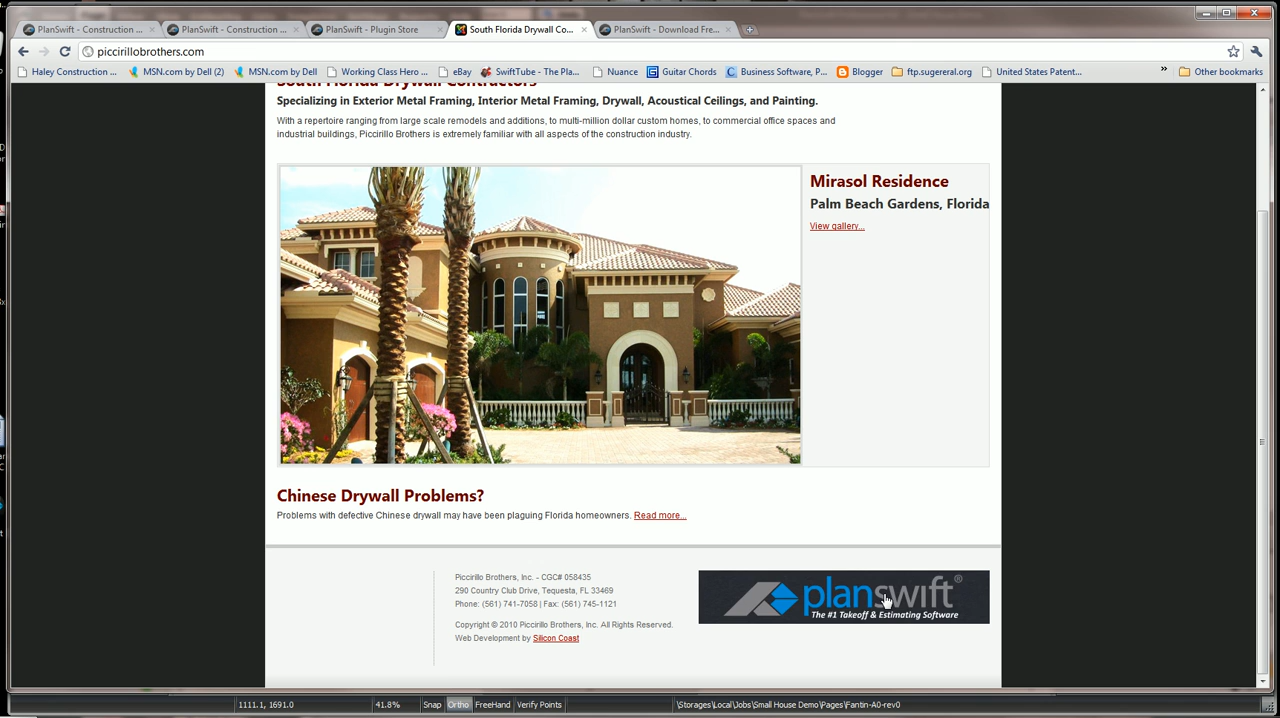 PlanSwift - Construction ...
PlanSwift - Construction ...
PlanSwift - Plugin Store
South Florida Drywall Co...
PlanSwift - Download Fre...
piccirillobrothers.com
Haley Construction ...
MSN.com by Dell (2)
MSN.com by Dell
Working Class Hero ...
eBay
SwiftTube - The Pla...
Nuance
Guitar Chords
Business Software, P...
Blogger
ftp.sugereral.org
United States Patent...
»
Other bookmarks
South Florida Drywall Contractors
Specializing in Exterior Metal Framing, Interior Metal Framing, Drywall, Acoustical Ceilings, and Painting.
With a repertoire ranging from large scale remodels and additions, to multi-million dollar custom homes, to commercial office spaces and
industrial buildings, Piccirillo Brothers is extremely familiar with all aspects of the construction industry.
Mirasol Residence
Palm Beach Gardens, Florida
View gallery...
Chinese Drywall Problems?
Problems with defective Chinese drywall may have been plaguing Florida homeowners. Read more...
Piccirillo Brothers, Inc. - CGC# 058435
290 Country Club Drive, Tequesta, FL 33469
Phone: (561) 741-7058 | Fax: (561) 745-1121
Copyright © 2010 Piccirillo Brothers, Inc. All Rights Reserved.
Web Development by Silicon Coast
planswift®
The #1 Takeoff & Estimating Software
1111.1, 1691.0
41.8%
Snap
Ortho
FreeHand
Verify Points
\Storages\Local\Jobs\Small House Demo\Pages\Fantin-A0-rev0